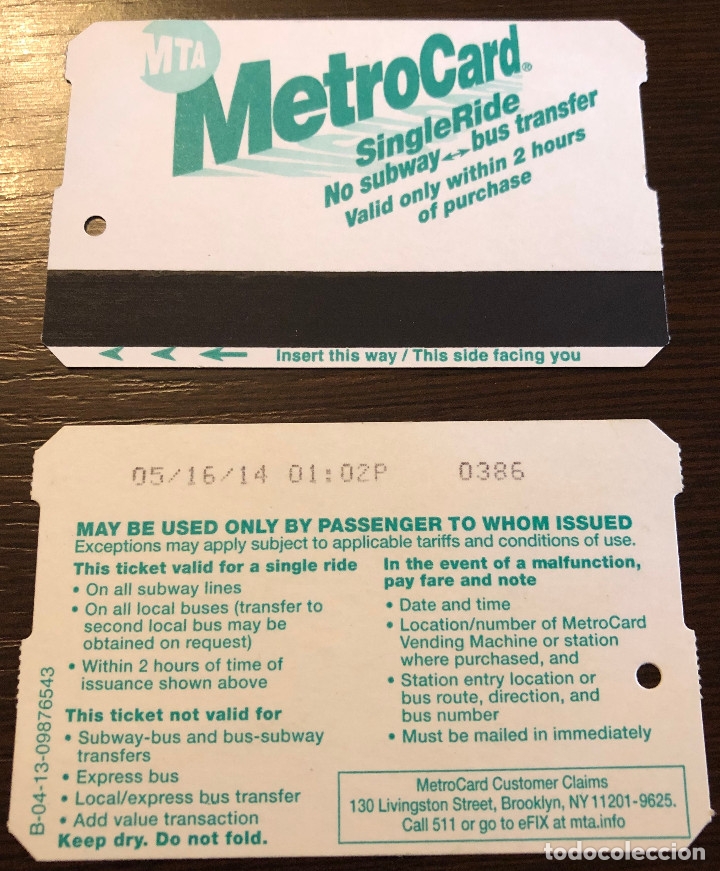 MTA
MetroCard®
SingleRide
No subway↔bus transfer
Valid only within 2 hours
of purchase
Insert this way / This side facing you
05/16/14 01:02P 0386
MAY BE USED ONLY BY PASSENGER TO WHOM ISSUED
Exceptions may apply subject to applicable tariffs and conditions of use.
This ticket valid for a single ride
• On all subway lines
• On all local buses (transfer to
second local bus may be
obtained on request)
• Within 2 hours of time of
issuance shown above
This ticket not valid for
• Subway-bus and bus-subway
transfers
• Express bus
• Local/express bus transfer
• Add value transaction
Keep dry. Do not fold.
In the event of a malfunction,
pay fare and note
• Date and time
• Location/number of MetroCard
Vending Machine or station
where purchased, and
• Station entry location or
bus route, direction, and
bus number
• Must be mailed in immediately
MetroCard Customer Claims
130 Livingston Street, Brooklyn, NY 11201-9625.
Call 511 or go to eFIX at mta.info
B-04-13-09876543
todocoleccion